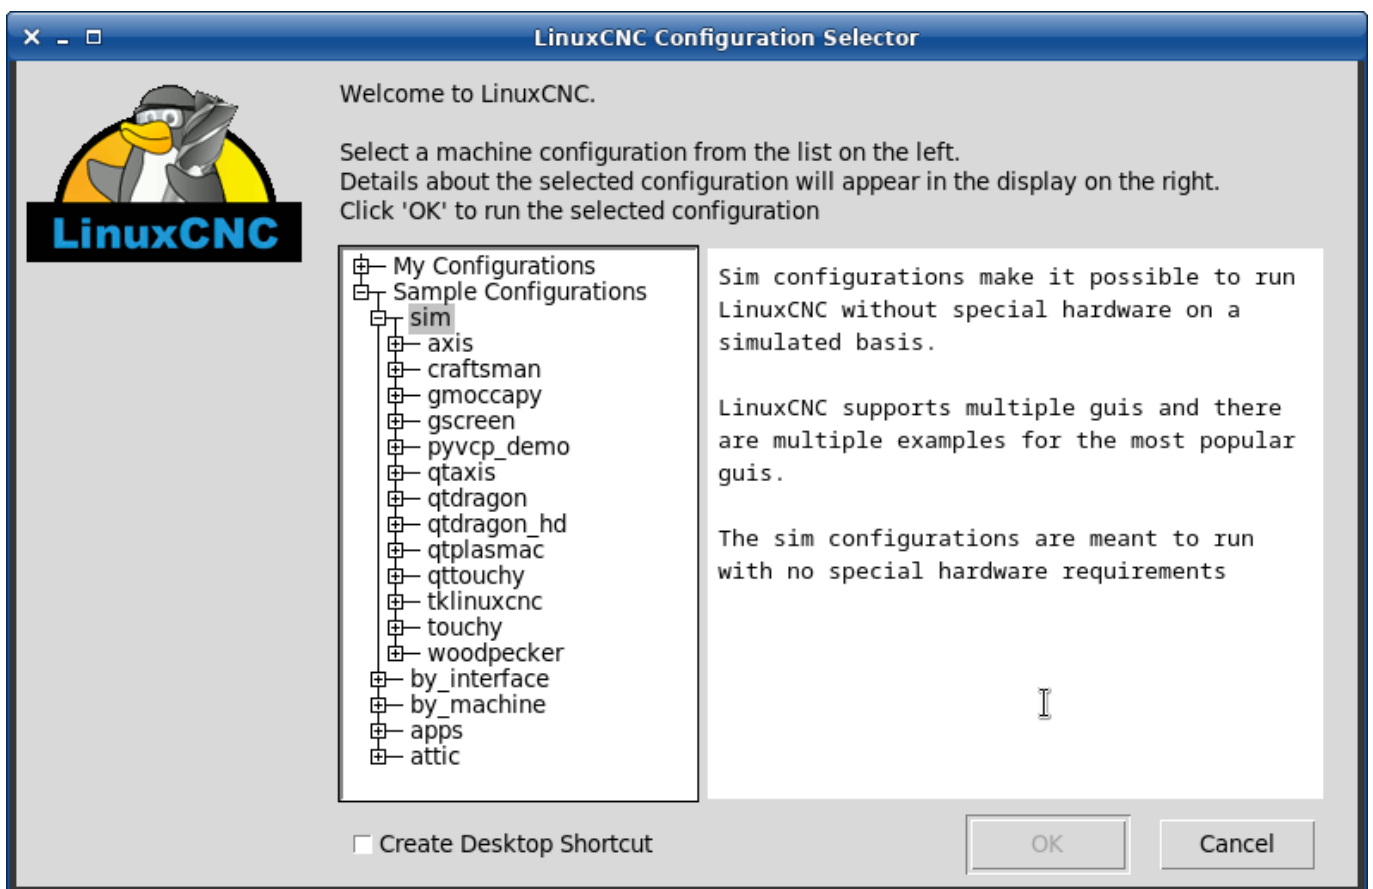 LinuxCNC Configuration Selector
LinuxCNC
Welcome to LinuxCNC.
Select a machine configuration from the list on the left.
Details about the selected configuration will appear in the display on the right.
Click 'OK' to run the selected configuration
My Configurations
Sample Configurations
sim
axis
craftsman
gmoccapy
gscreen
pyvcp_demo
qtaxis
qtdragon
qtdragon_hd
qtplasmac
qttouchy
tklinuxcnc
touchy
woodpecker
by_interface
by_machine
apps
attic
Sim configurations make it possible to run
LinuxCNC without special hardware on a
simulated basis.
LinuxCNC supports multiple guis and there
are multiple examples for the most popular
guis.
The sim configurations are meant to run
with no special hardware requirements
Create Desktop Shortcut
OK
Cancel